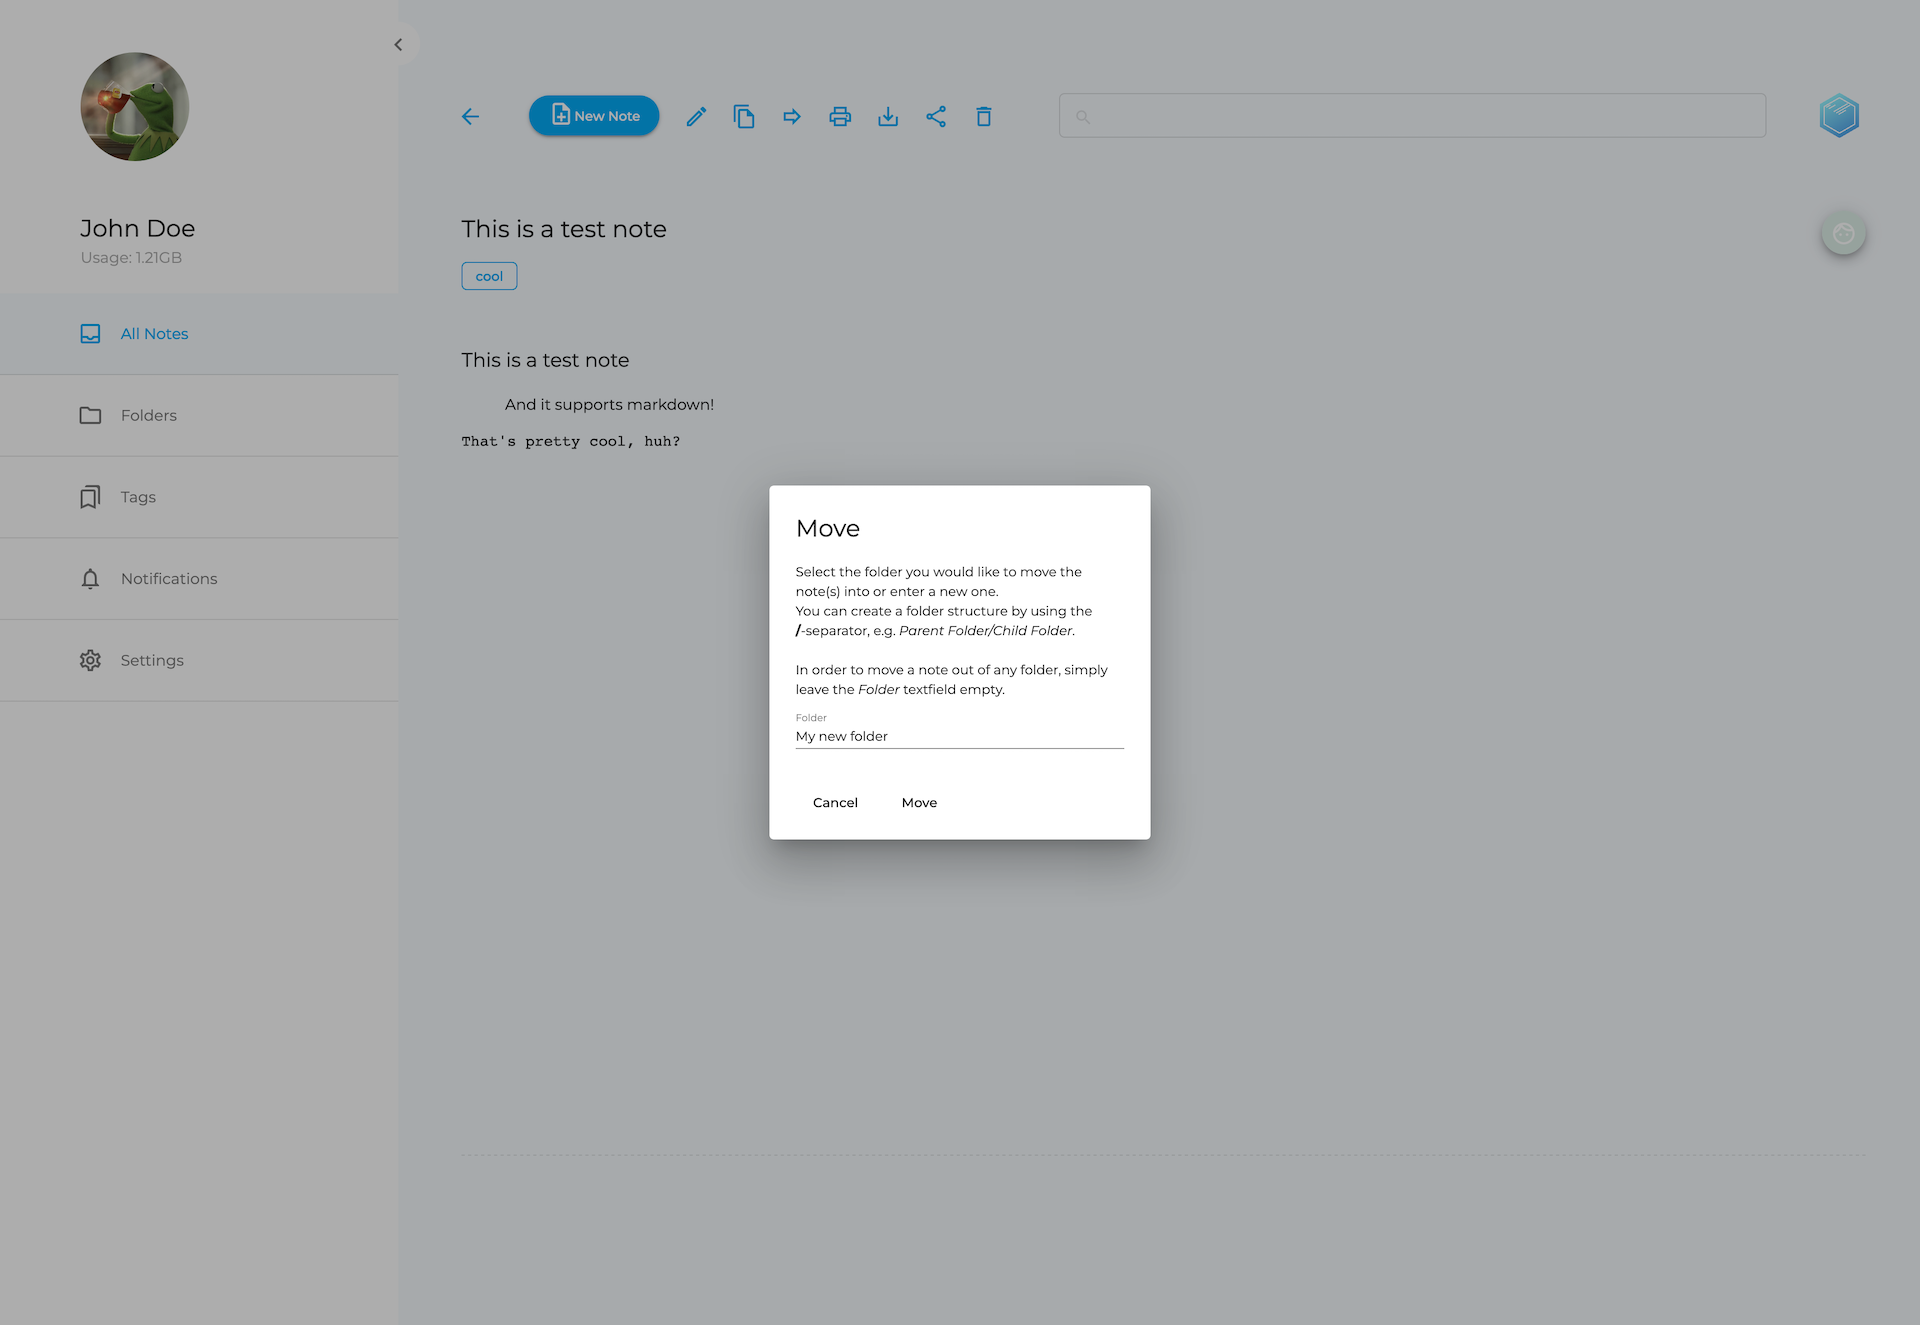 John Doe
Usage: 1.21GB
All Notes
Folders
Tags
Notifications
Settings
New Note
This is a test note
cool
This is a test note
And it supports markdown!
That's pretty cool, huh?
Move
Select the folder you would like to move the
note(s) into or enter a new one.
You can create a folder structure by using the
/-separator, e.g. Parent Folder/Child Folder.
In order to move a note out of any folder, simply
leave the Folder textfield empty.
Folder
My new folder
Cancel Move